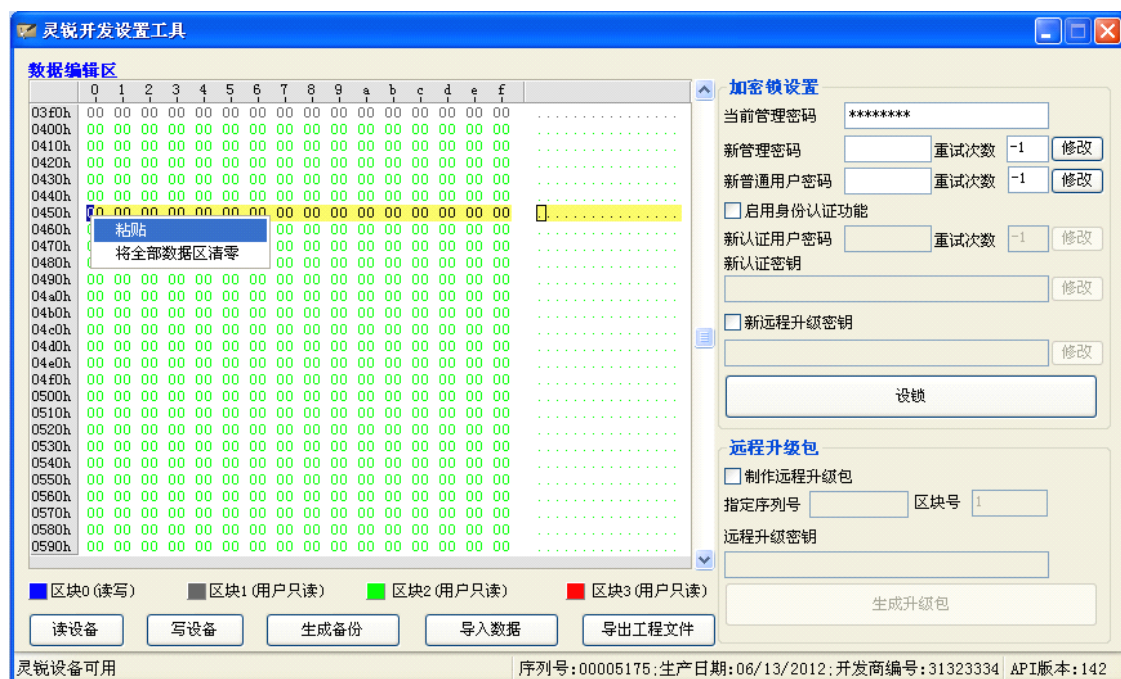 灵锐开发设置工具
数据编辑区
0 1 2 3 4 5 6 7 8 9 a b c d e f
03f0h 00 00 00 00 00 00 00 00 00 00 00 00 00 00 00 00 ................
0400h 00 00 00 00 00 00 00 00 00 00 00 00 00 00 00 00 ................
0410h 00 00 00 00 00 00 00 00 00 00 00 00 00 00 00 00 ................
0420h 00 00 00 00 00 00 00 00 00 00 00 00 00 00 00 00 ................
0430h 00 00 00 00 00 00 00 00 00 00 00 00 00 00 00 00 ................
0440h 00 00 00 00 00 00 00 00 00 00 00 00 00 00 00 00 ................
0450h 00 00 00 00 00 00 00 00 00 00 00 00 00 00 00 00 ................
0460h 00 00 00 00 00 00 00 00 00 ................
粘贴
0470h 00 00 00 00 00 00 00 00 00 ................
将全部数据区清零
0480h 00 00 00 00 00 00 00 00 00 ................
0490h 00 00 00 00 00 00 00 00 00 00 00 00 00 00 00 00 ................
04a0h 00 00 00 00 00 00 00 00 00 00 00 00 00 00 00 00 ................
04b0h 00 00 00 00 00 00 00 00 00 00 00 00 00 00 00 00 ................
04c0h 00 00 00 00 00 00 00 00 00 00 00 00 00 00 00 00 ................
04d0h 00 00 00 00 00 00 00 00 00 00 00 00 00 00 00 00 ................
04e0h 00 00 00 00 00 00 00 00 00 00 00 00 00 00 00 00 ................
04f0h 00 00 00 00 00 00 00 00 00 00 00 00 00 00 00 00 ................
0500h 00 00 00 00 00 00 00 00 00 00 00 00 00 00 00 00 ................
0510h 00 00 00 00 00 00 00 00 00 00 00 00 00 00 00 00 ................
0520h 00 00 00 00 00 00 00 00 00 00 00 00 00 00 00 00 ................
0530h 00 00 00 00 00 00 00 00 00 00 00 00 00 00 00 00 ................
0540h 00 00 00 00 00 00 00 00 00 00 00 00 00 00 00 00 ................
0550h 00 00 00 00 00 00 00 00 00 00 00 00 00 00 00 00 ................
0560h 00 00 00 00 00 00 00 00 00 00 00 00 00 00 00 00 ................
0570h 00 00 00 00 00 00 00 00 00 00 00 00 00 00 00 00 ................
0580h 00 00 00 00 00 00 00 00 00 00 00 00 00 00 00 00 ................
0590h 00 00 00 00 00 00 00 00 00 00 00 00 00 00 00 00 ................
区块0(读写) 区块1(用户只读) 区块2(用户只读) 区块3(用户只读)
读设备 写设备 生成备份 导入数据 导出工程文件
加密锁设置
当前管理密码 ********
新管理密码 重试次数 -1 修改
新普通用户密码 重试次数 -1 修改
启用身份认证功能
新认证用户密码 重试次数 -1 修改
新认证密钥
修改
新远程升级密钥
修改
设锁
远程升级包
制作远程升级包
指定序列号 区块号 1
远程升级密钥
生成升级包
灵锐设备可用 序列号:00005175;生产日期:06/13/2012;开发商编号:31323334 API版本:142